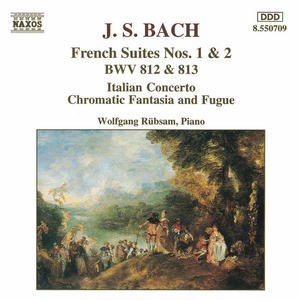 NAXOS
DDD
8.550709
J. S. BACH
French Suites Nos. 1 & 2
BWV 812 & 813
Italian Concerto
Chromatic Fantasia and Fugue
Wolfgang Rübsam, Piano